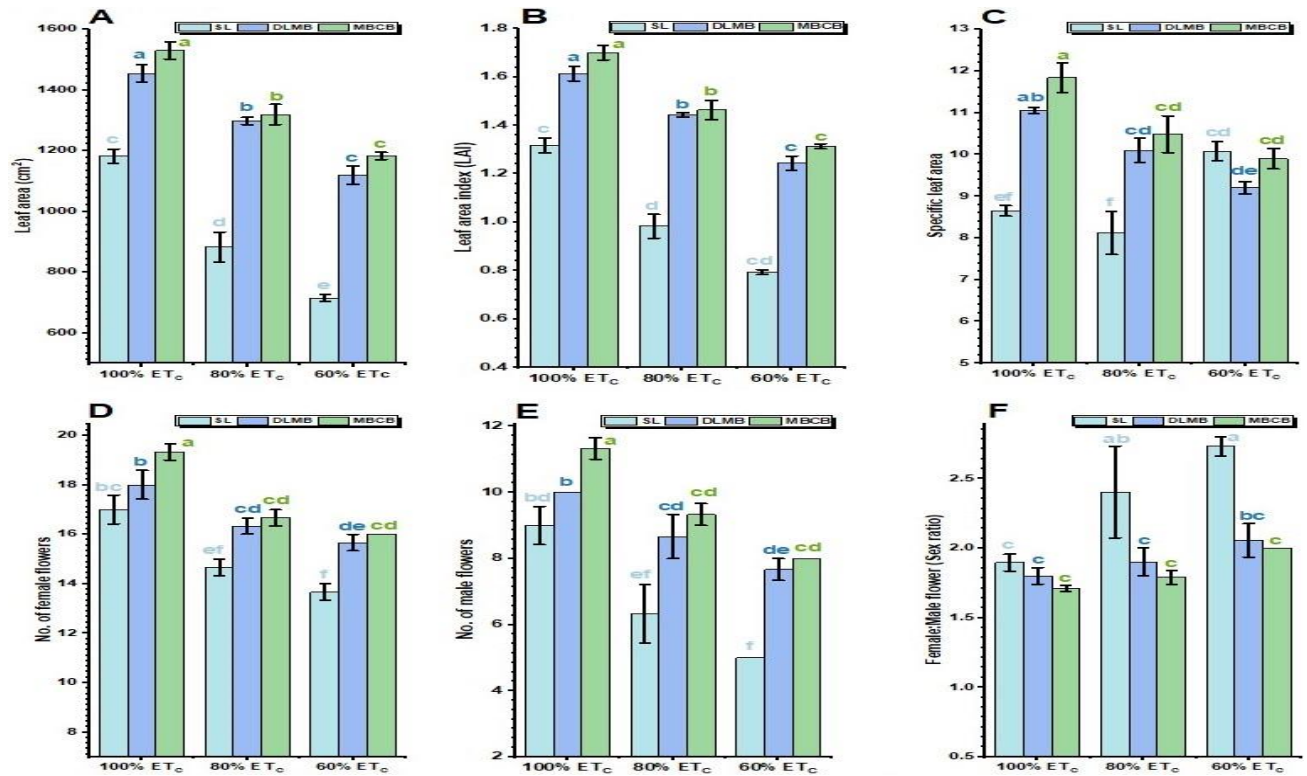 A
SL DLMB MBCB
Leaf area (cm²)
1600
1400
1200
1000
800
600
c a a
d b b
e c c
100% ETC 80% ETC 60% ETC
B
SL DLMB MBCB
Leaf area index (LAI)
1.8
1.6
1.4
1.2
1.0
0.8
0.6
0.4
c a a
d b b
cd c c
100% ETC 80% ETC 60% ETC
C
SL DLMB MBCB
Specific leaf area
13
12
11
10
9
8
7
6
5
ef ab a
f cd cd
cd de cd
100% ETC 80% ETC 60% ETC
D
SL DLMB MBCB
No. of female flowers
20
18
16
14
12
10
8
bc b a
ef cd cd
f de cd
100% ETC 80% ETC 60% ETC
E
SL DLMB MBCB
No. of male flowers
12
10
8
6
4
2
bd b a
ef cd cd
f de cd
100% ETC 80% ETC 60% ETC
F
SL DLMB MBCB
Female:Male flower (Sex ratio)
2.5
2.0
1.5
1.0
0.5
c c c
ab c c
a bc c
100% ETC 80% ETC 60% ETC